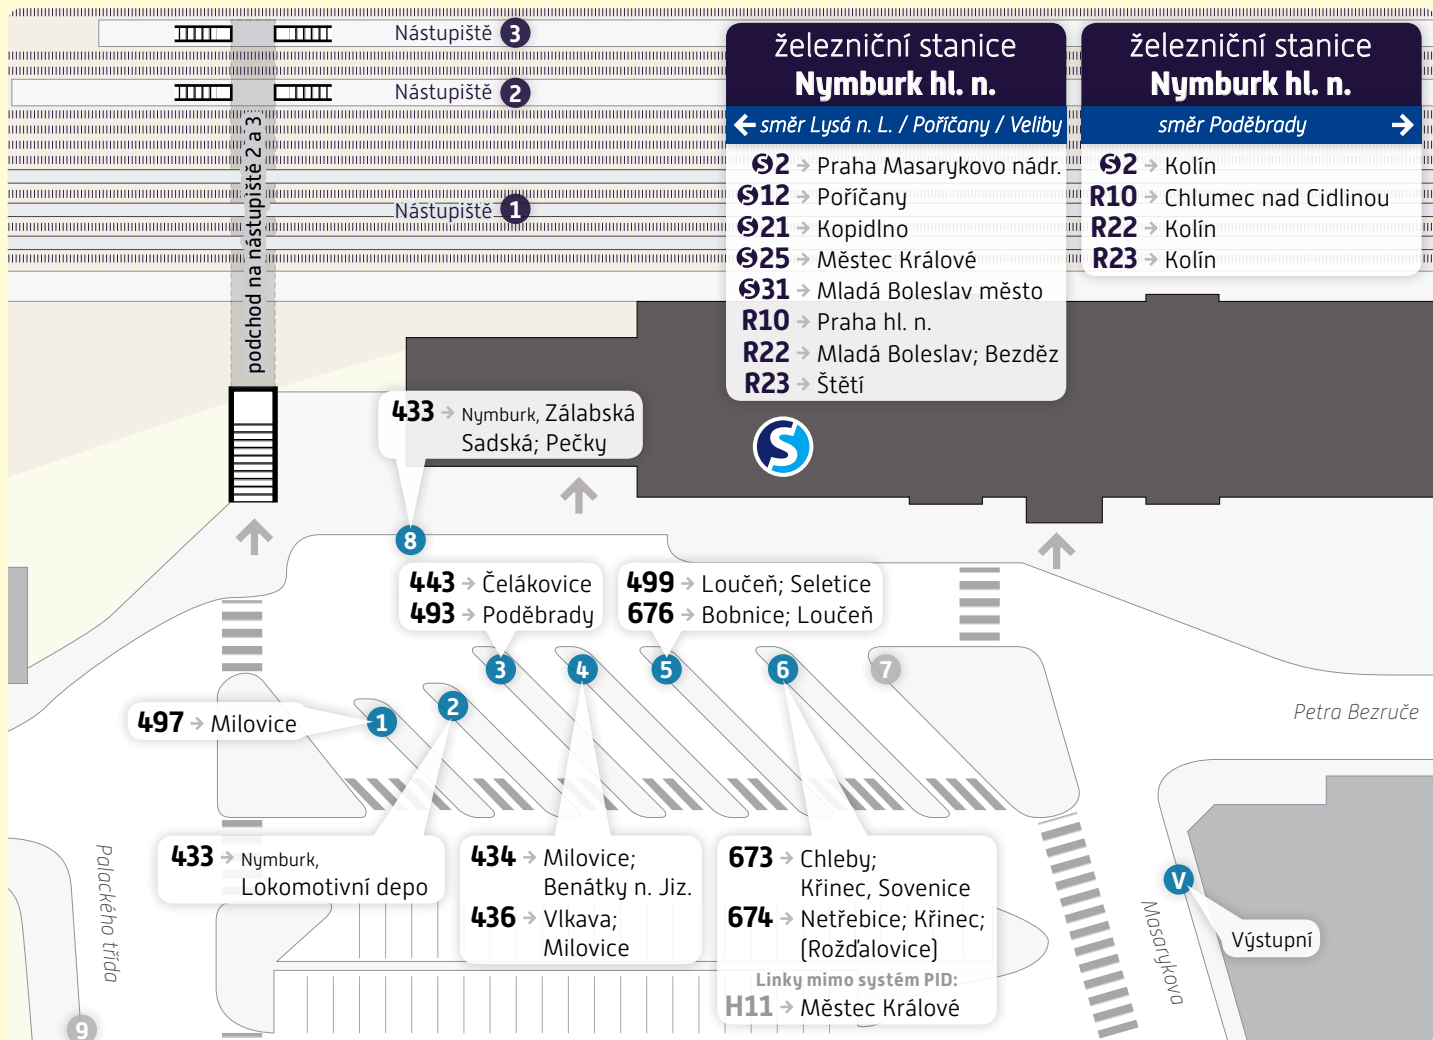 Nástupiště 3
Nástupiště 2
Nástupiště 1
podchod na nástupiště 2 a 3
železniční stanice
Nymburk hl. n.
← směr Lysá n. L. / Poříčany / Veliby
S2 → Praha Masarykovo nádr.
S12 → Poříčany
S21 → Kopidlno
S25 → Městec Králové
S31 → Mladá Boleslav město
R10 → Praha hl. n.
R22 → Mladá Boleslav; Bezděz
R23 → Štětí
železniční stanice
Nymburk hl. n.
směr Poděbrady →
S2 → Kolín
R10 → Chlumec nad Cidlinou
R22 → Kolín
R23 → Kolín
S
433 → Nymburk, Zálabská
Sadská; Pečky
8
443 → Čelákovice
493 → Poděbrady
499 → Loučeň; Seletice
676 → Bobnice; Loučeň
3
4
5
6
7
497 → Milovice
1
2
Petra Bezruče
433 → Nymburk,
Lokomotivní depo
434 → Milovice;
Benátky n. Jiz.
436 → Vlkava;
Milovice
673 → Chleby;
Křinec, Sovenice
674 → Netřebice; Křinec;
(Rožďalovice)
Linky mimo systém PID:
H11 → Městec Králové
Palackého třída
9
Masarykova
V
Výstupní